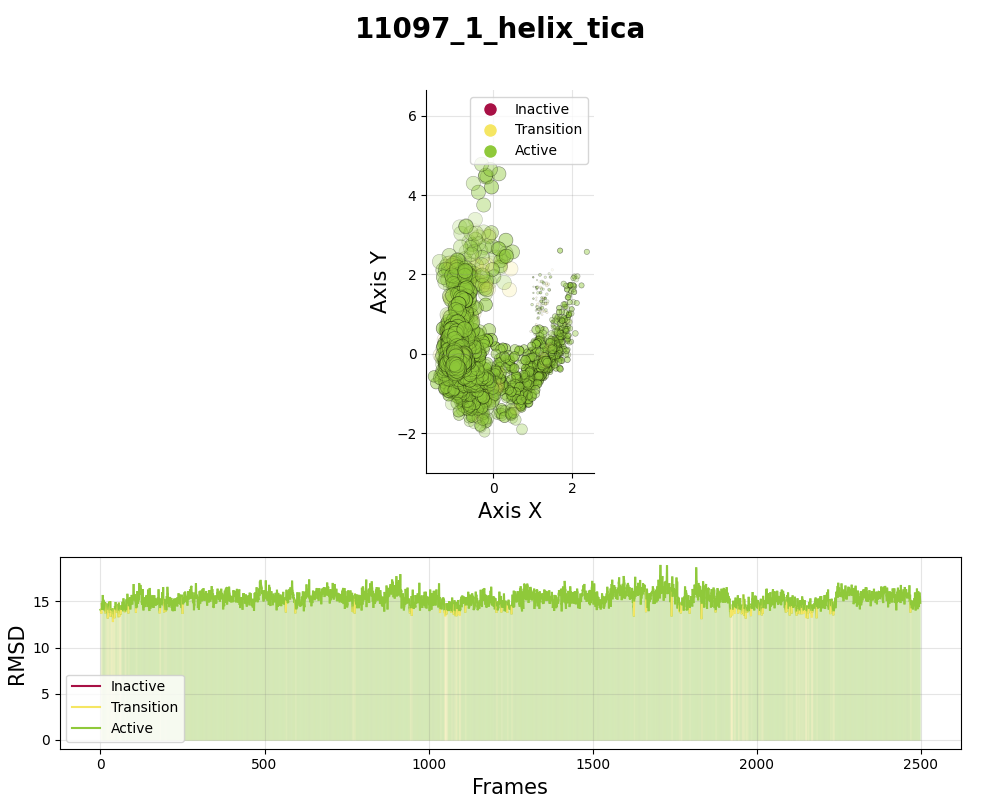 11097_1_helix_tica
Inactive
Transition
Active
6
4
2
0
−2
0 2
Axis Y
Axis X
15
10
5
0
RMSD
Inactive
Transition
Active
0 500 1000 1500 2000 2500
Frames